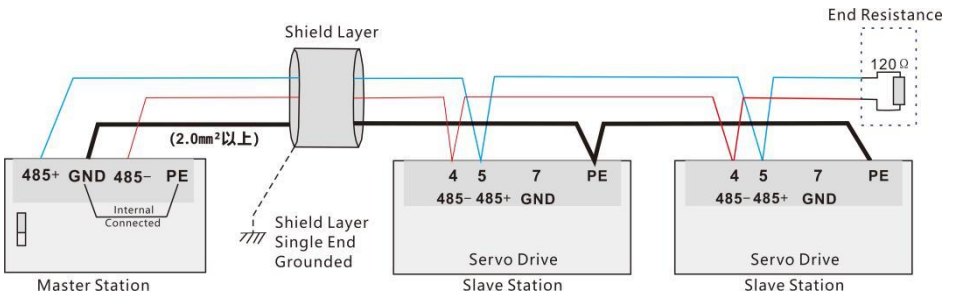 End Resistance
120Ω
Shield Layer
(2.0mm²以上)
485+ GND 485- PE
Internal
Connected
Master Station
Shield Layer
Single End
Grounded
4 5 7 PE
485- 485+ GND
Servo Drive
Slave Station
4 5 7 PE
485- 485+ GND
Servo Drive
Slave Station